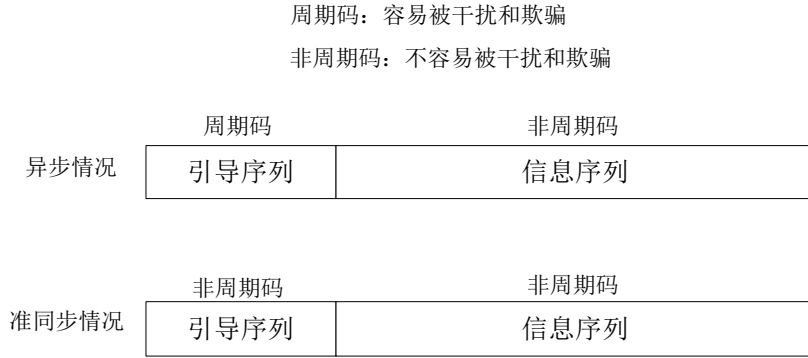 周期码：容易被干扰和欺骗
非周期码：不容易被干扰和欺骗
周期码 非周期码
异步情况 引导序列 信息序列
非周期码 非周期码
准同步情况 引导序列 信息序列